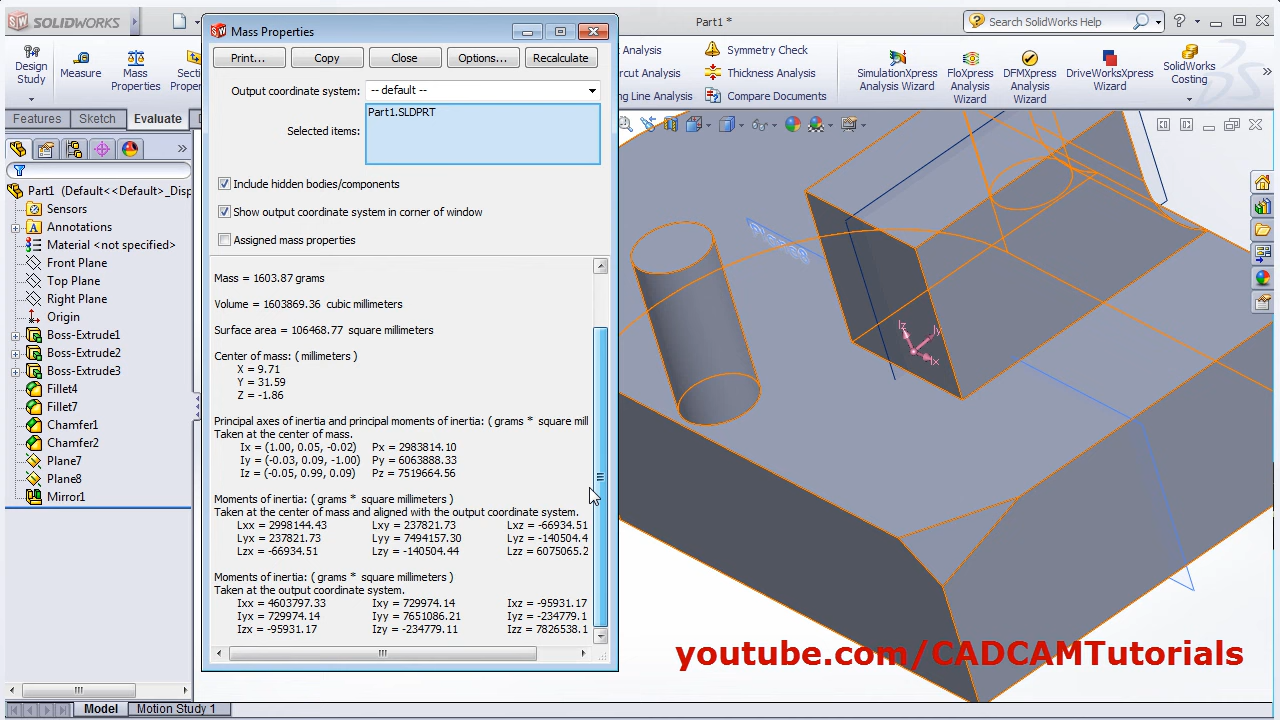 SOLIDWORKS
Part1 *
Search SolidWorks Help
Mass Properties
Design Study
Measure
Mass Properties
Print...
Copy
Close
Options...
Recalculate
Symmetry Check
Thickness Analysis
Compare Documents
SimulationXpress Analysis Wizard
FloXpress Analysis Wizard
DFMXpress Analysis Wizard
DriveWorksXpress Wizard
SolidWorks Costing
Output coordinate system:
-- default --
Part1.SLDPRT
Selected items:
Features
Sketch
Evaluate
Include hidden bodies/components
Show output coordinate system in corner of window
Assigned mass properties
Part1 (Default<<Default>_Disp
Sensors
Annotations
Material <not specified>
Front Plane
Top Plane
Right Plane
Origin
Boss-Extrude1
Boss-Extrude2
Boss-Extrude3
Fillet4
Fillet7
Chamfer1
Chamfer2
Plane7
Plane8
Mirror1
Mass = 1603.87 grams
Volume = 1603869.36 cubic millimeters
Surface area = 106468.77 square millimeters
Center of mass: ( millimeters )
X = 9.71
Y = 31.59
Z = -1.86
Principal axes of inertia and principal moments of inertia: ( grams * square mill
Taken at the center of mass.
Ix = (1.00, 0.05, -0.02) Px = 2983814.10
Iy = (-0.03, 0.09, -1.00) Py = 6063888.33
Iz = (-0.05, 0.99, 0.09) Pz = 7519664.56
Moments of inertia: ( grams * square millimeters )
Taken at the center of mass and aligned with the output coordinate system.
Lxx = 2998144.43 Lxy = 237821.73 Lxz = -66934.51
Lyx = 237821.73 Lyy = 7494157.30 Lyz = -140504.4
Lzx = -66934.51 Lzy = -140504.44 Lzz = 6075065.2
Moments of inertia: ( grams * square millimeters )
Taken at the output coordinate system.
Ixx = 4603797.33 Ixy = 729974.14 Ixz = -95931.17
Iyx = 729974.14 Iyy = 7651086.21 Iyz = -234779.1
Izx = -95931.17 Izy = -234779.11 Izz = 7826538.1
Iz
Iy
Ix
youtube.com/CADCAMTutorials
Model
Motion Study 1